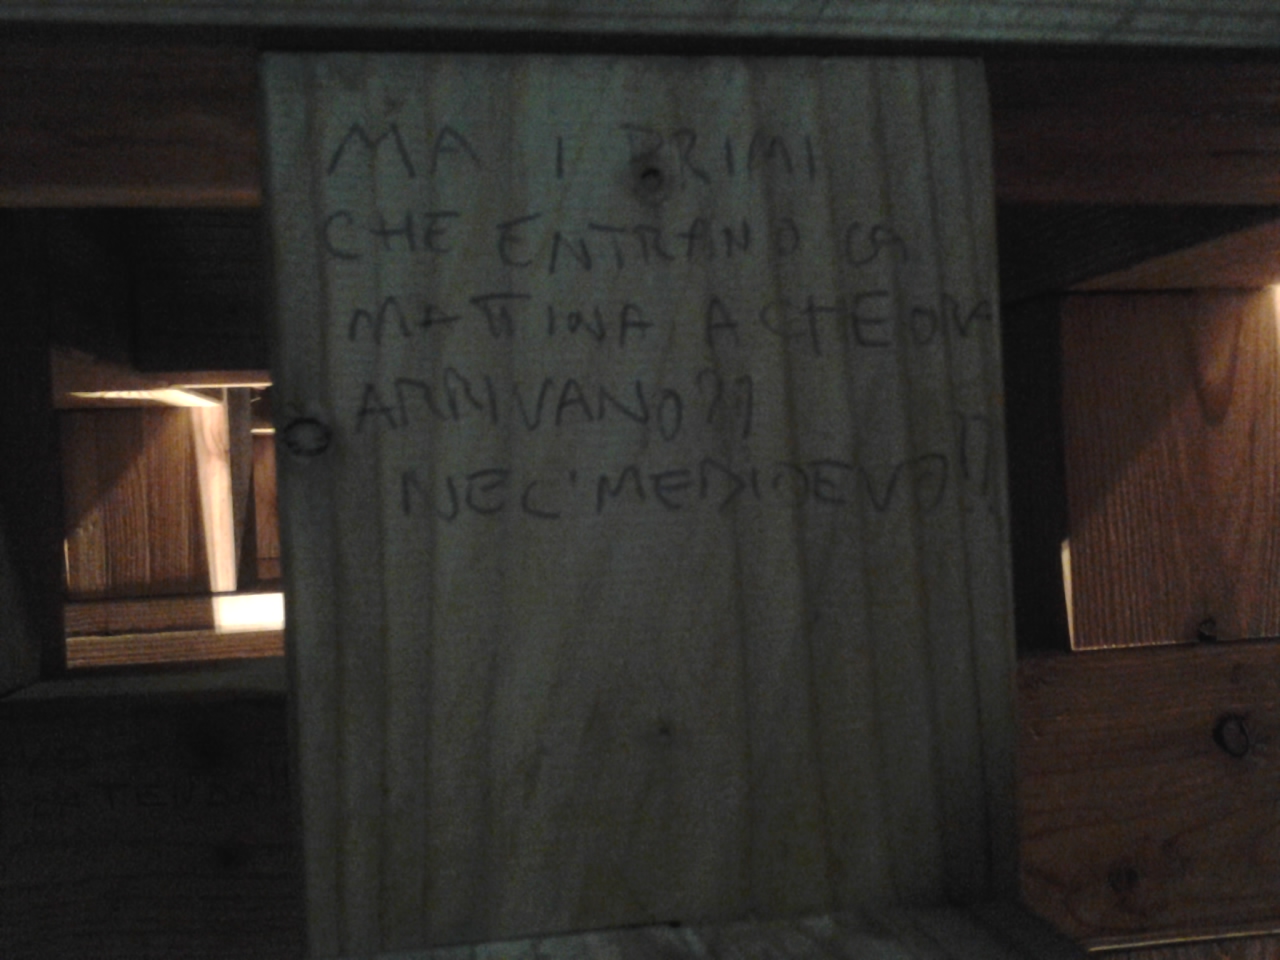 MA I PRIMI
CHE ENTRANO LA
MATTINA A CHE ORA
ARRIVANO??
NEL'MEDIOEVO!!